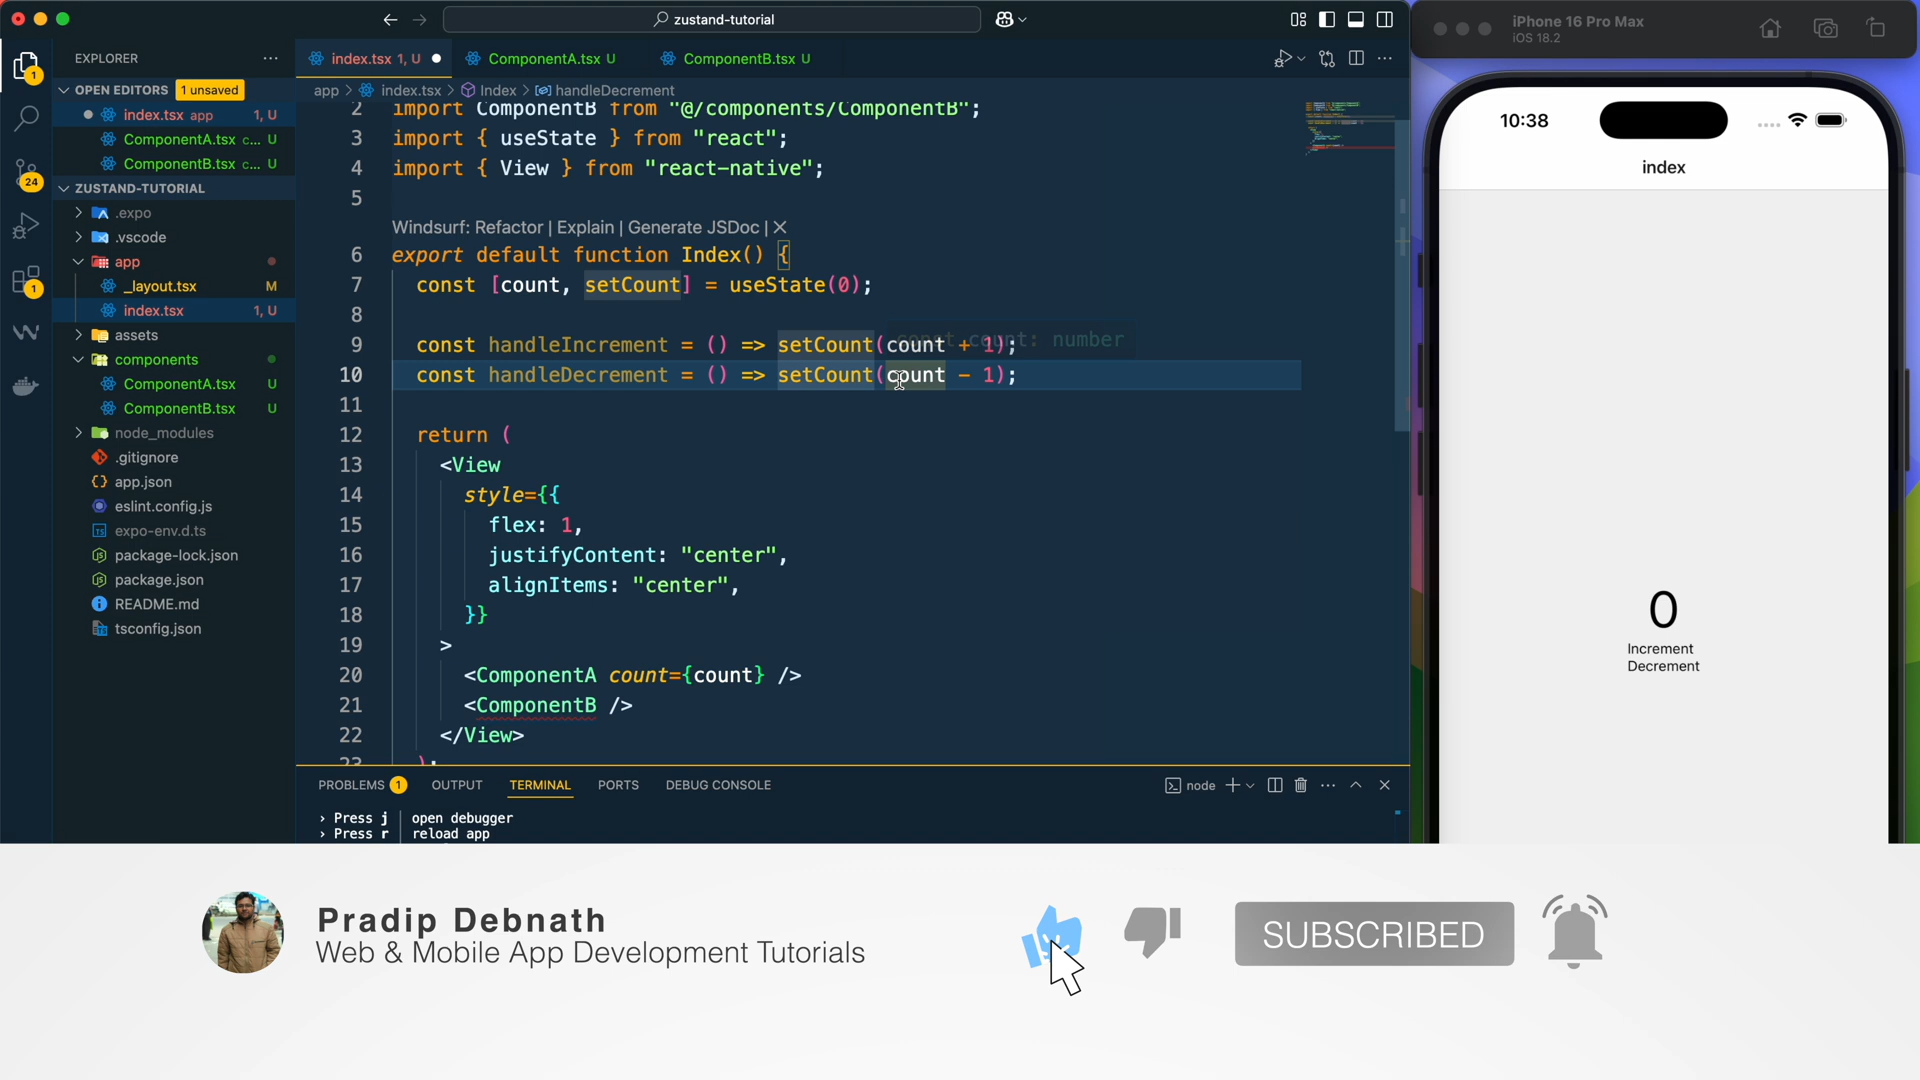 zustand-tutorial
iPhone 16 Pro Max
iOS 18.2
EXPLORER
index.tsx 1, U
ComponentA.tsx U
ComponentB.tsx U
OPEN EDITORS 1 unsaved
app > index.tsx > Index > handleDecrement
index.tsx app 1, U
ComponentA.tsx c... U
ComponentB.tsx c... U
ZUSTAND-TUTORIAL
.expo
.vscode
app
_layout.tsx M
index.tsx 1, U
assets
components
ComponentA.tsx U
ComponentB.tsx U
node_modules
.gitignore
app.json
eslint.config.js
expo-env.d.ts
package-lock.json
package.json
README.md
tsconfig.json
1
24
1
2 import ComponentB from "@/components/ComponentB";
3 import { useState } from "react";
4 import { View } from "react-native";
5
Windsurf: Refactor | Explain | Generate JSDoc | X
6 export default function Index() {
7 const [count, setCount] = useState(0);
8
const count: number
9 const handleIncrement = () => setCount(count + 1);
10 const handleDecrement = () => setCount(count - 1);
11
12 return (
13 <View
14 style={{
15 flex: 1,
16 justifyContent: "center",
17 alignItems: "center",
18 }}
19 >
20 <ComponentA count={count} />
21 <ComponentB />
22 </View>
23 );
PROBLEMS 1 OUTPUT TERMINAL PORTS DEBUG CONSOLE
node
› Press j | open debugger
› Press r | reload app
10:38
index
0
Increment
Decrement
Pradip Debnath
Web & Mobile App Development Tutorials
SUBSCRIBED